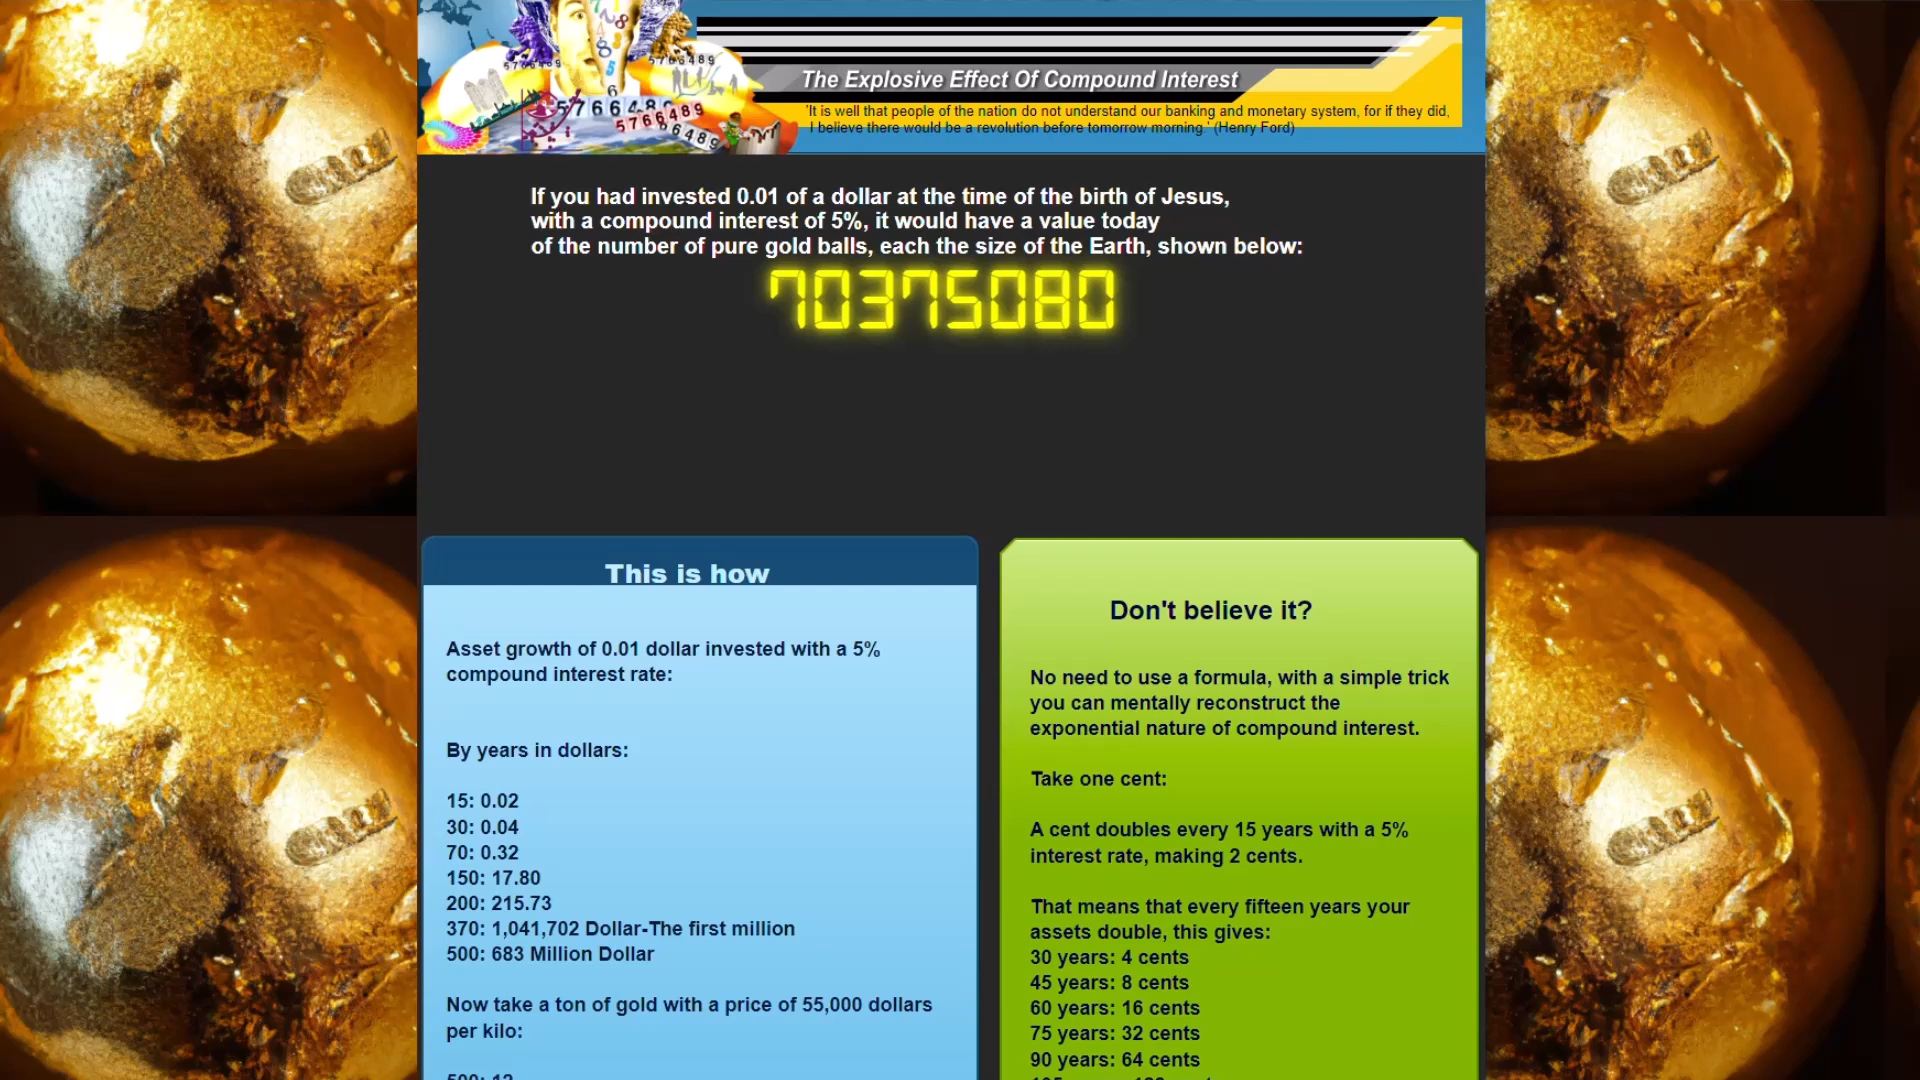 The Explosive Effect Of Compound Interest
'It is well that people of the nation do not understand our banking and monetary system, for if they did,
I believe there would be a revolution before tomorrow morning.' (Henry Ford)
5766489
5766489
5766489
If you had invested 0.01 of a dollar at the time of the birth of Jesus,
with a compound interest of 5%, it would have a value today
of the number of pure gold balls, each the size of the Earth, shown below:
70375080
This is how
Asset growth of 0.01 dollar invested with a 5%
compound interest rate:
By years in dollars:
15: 0.02
30: 0.04
70: 0.32
150: 17.80
200: 215.73
370: 1,041,702 Dollar-The first million
500: 683 Million Dollar
Now take a ton of gold with a price of 55,000 dollars
per kilo:
Don't believe it?
No need to use a formula, with a simple trick
you can mentally reconstruct the
exponential nature of compound interest.
Take one cent:
A cent doubles every 15 years with a 5%
interest rate, making 2 cents.
That means that every fifteen years your
assets double, this gives:
30 years: 4 cents
45 years: 8 cents
60 years: 16 cents
75 years: 32 cents
90 years: 64 cents